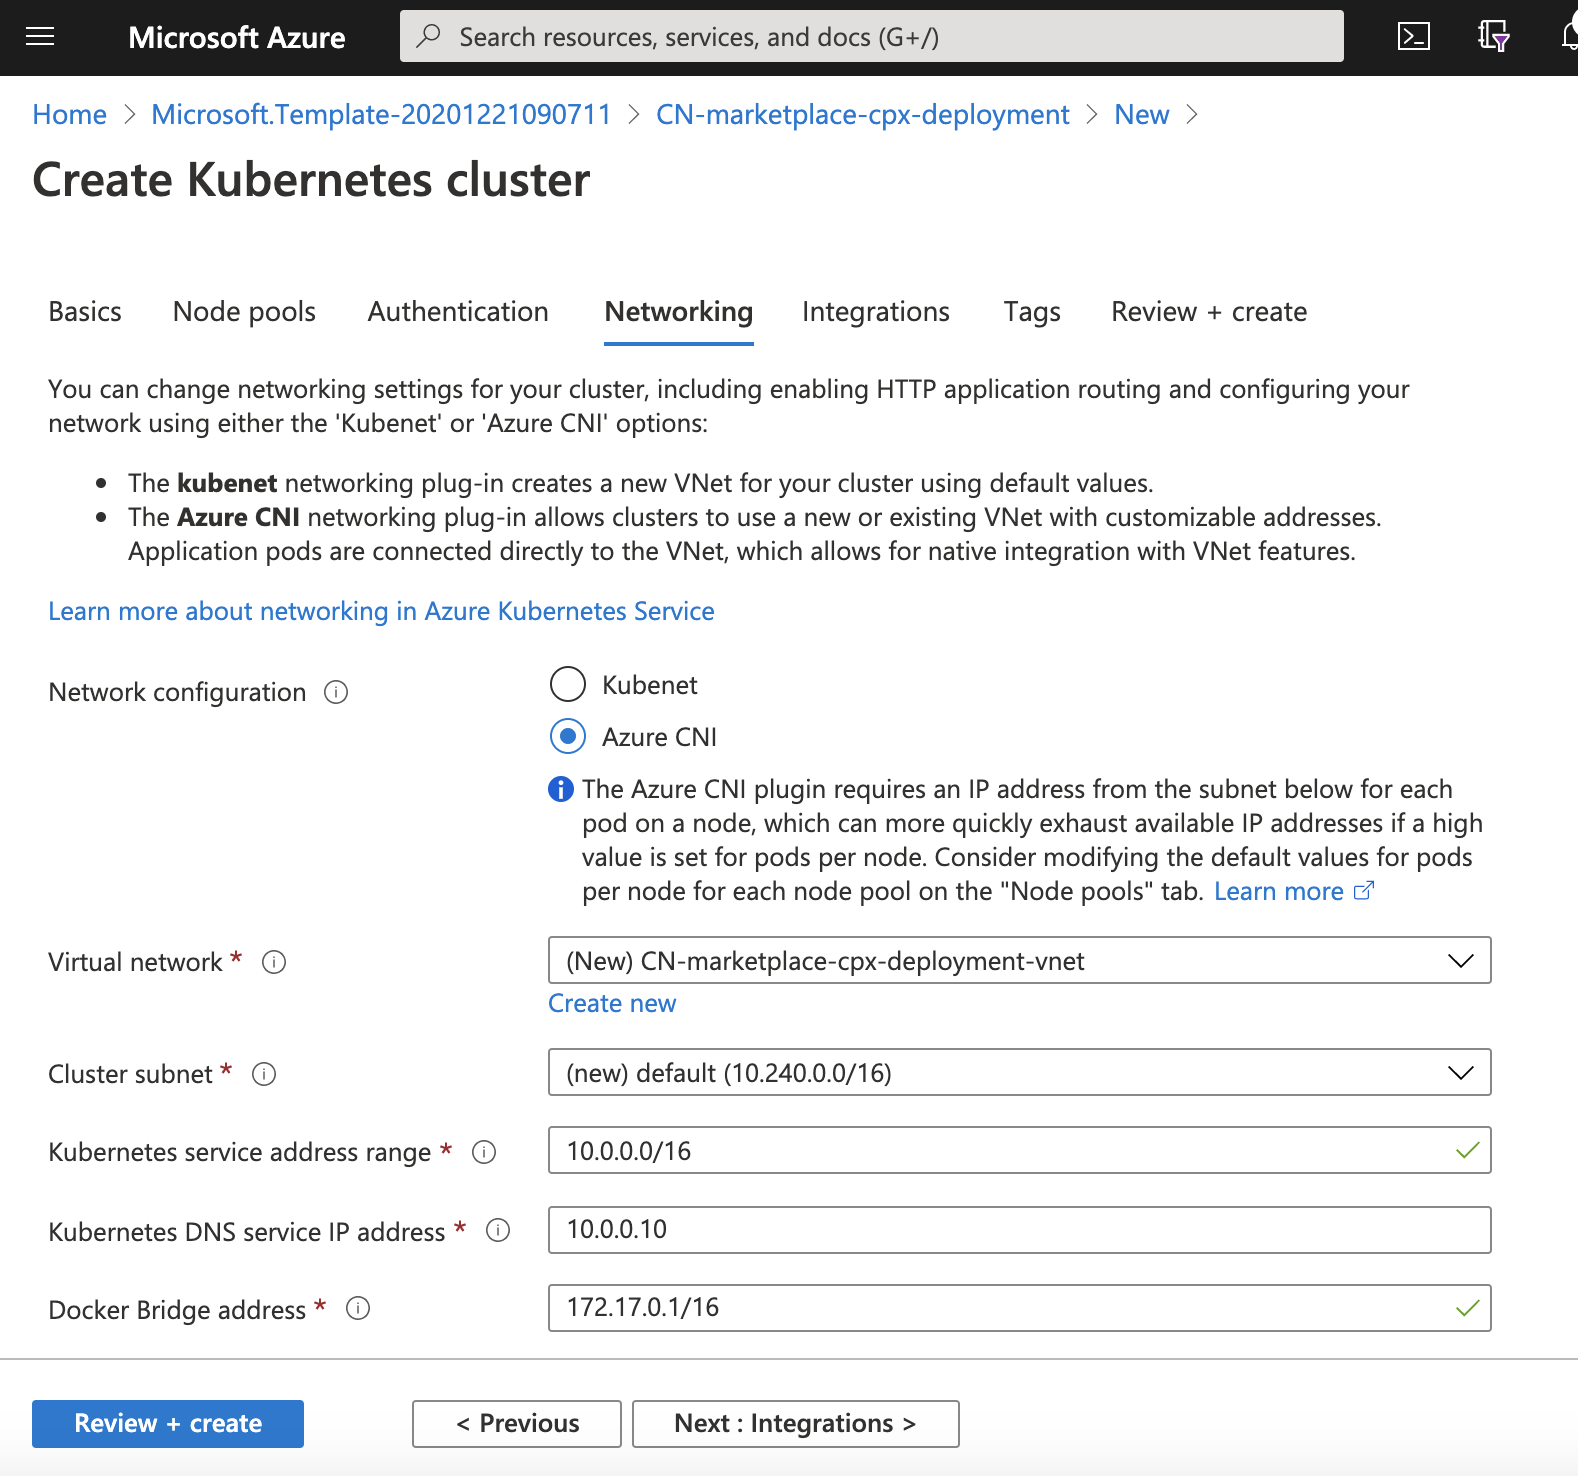 Microsoft Azure
Search resources, services, and docs (G+/)
Home > Microsoft.Template-20201221090711 > CN-marketplace-cpx-deployment > New >
Create Kubernetes cluster
Basics Node pools Authentication Networking Integrations Tags Review + create
You can change networking settings for your cluster, including enabling HTTP application routing and configuring your
network using either the 'Kubenet' or 'Azure CNI' options:
• The kubenet networking plug-in creates a new VNet for your cluster using default values.
• The Azure CNI networking plug-in allows clusters to use a new or existing VNet with customizable addresses.
Application pods are connected directly to the VNet, which allows for native integration with VNet features.
Learn more about networking in Azure Kubernetes Service
Network configuration
Kubenet
Azure CNI
The Azure CNI plugin requires an IP address from the subnet below for each
pod on a node, which can more quickly exhaust available IP addresses if a high
value is set for pods per node. Consider modifying the default values for pods
per node for each node pool on the "Node pools" tab. Learn more
Virtual network * (New) CN-marketplace-cpx-deployment-vnet
Create new
Cluster subnet * (new) default (10.240.0.0/16)
Kubernetes service address range * 10.0.0.0/16
Kubernetes DNS service IP address * 10.0.0.10
Docker Bridge address * 172.17.0.1/16
Review + create < Previous Next : Integrations >